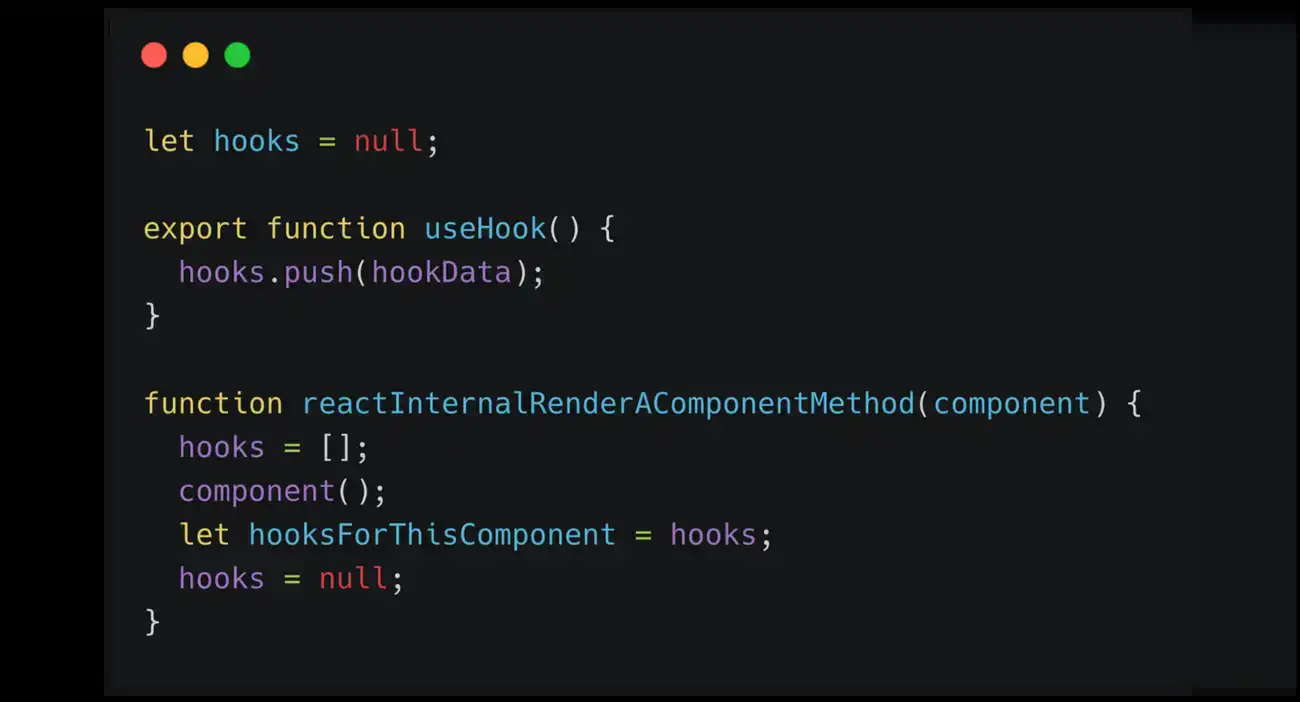 let hooks = null;
export function useHook() {
  hooks.push(hookData);
}
function reactInternalRenderAComponentMethod(component) {
  hooks = [];
  component();
  let hooksForThisComponent = hooks;
  hooks = null;
}